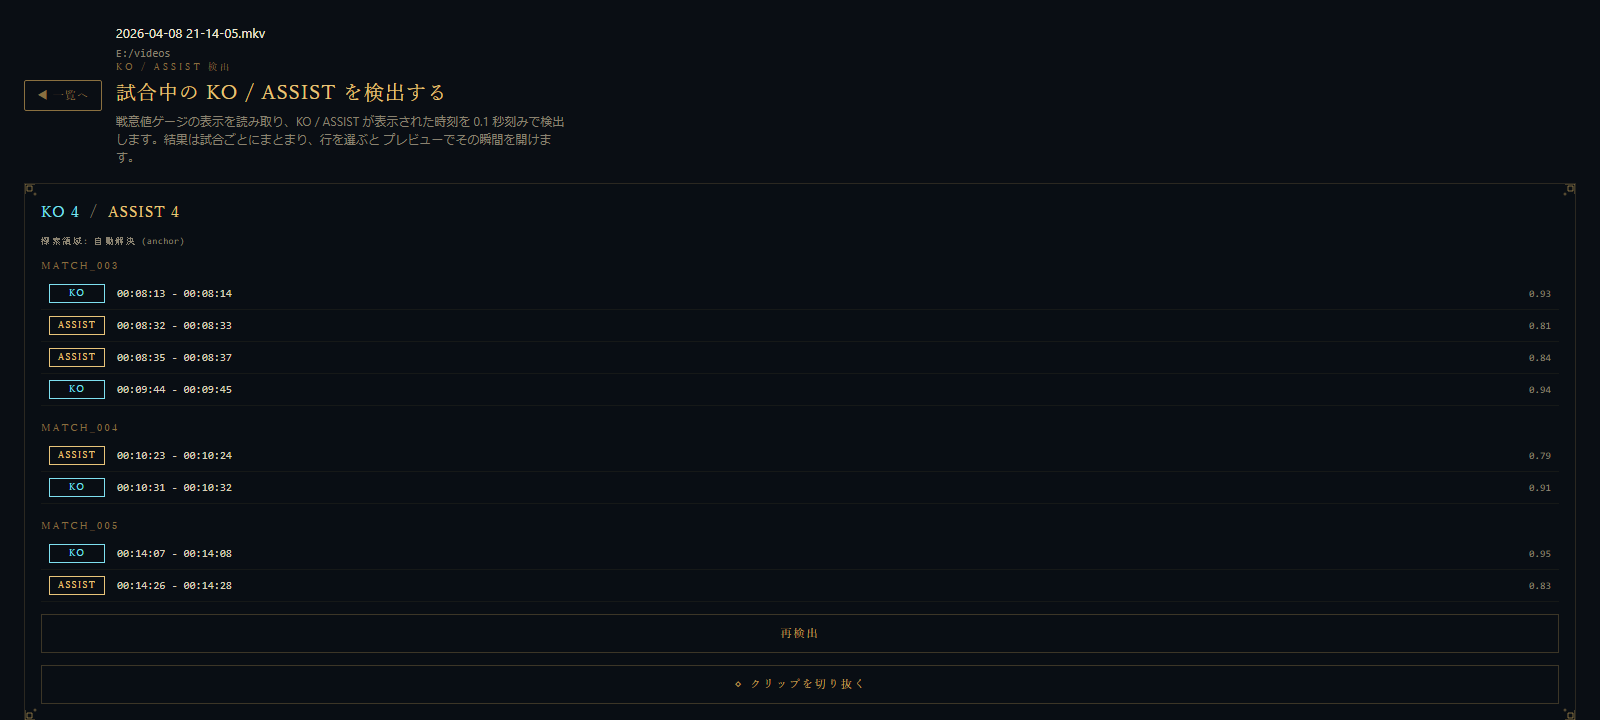 2026-04-08 21-14-05.mkv
E:/videos
KO / ASSIST 検出
◀ 一覧へ
試合中の KO / ASSIST を検出する
戦意値ゲージの表示を読み取り、KO / ASSIST が表示された時刻を 0.1 秒刻みで検出
します。結果は試合ごとにまとまり、行を選ぶと プレビューでその瞬間を開けま
す。
KO 4 / ASSIST 4
探索領域: 自動解決 (anchor)
MATCH_003
KO 00:08:13 - 00:08:14 0.93
ASSIST 00:08:32 - 00:08:33 0.81
ASSIST 00:08:35 - 00:08:37 0.84
KO 00:09:44 - 00:09:45 0.94
MATCH_004
ASSIST 00:10:23 - 00:10:24 0.79
KO 00:10:31 - 00:10:32 0.91
MATCH_005
KO 00:14:07 - 00:14:08 0.95
ASSIST 00:14:26 - 00:14:28 0.83
再検出
⋄ クリップを切り抜く